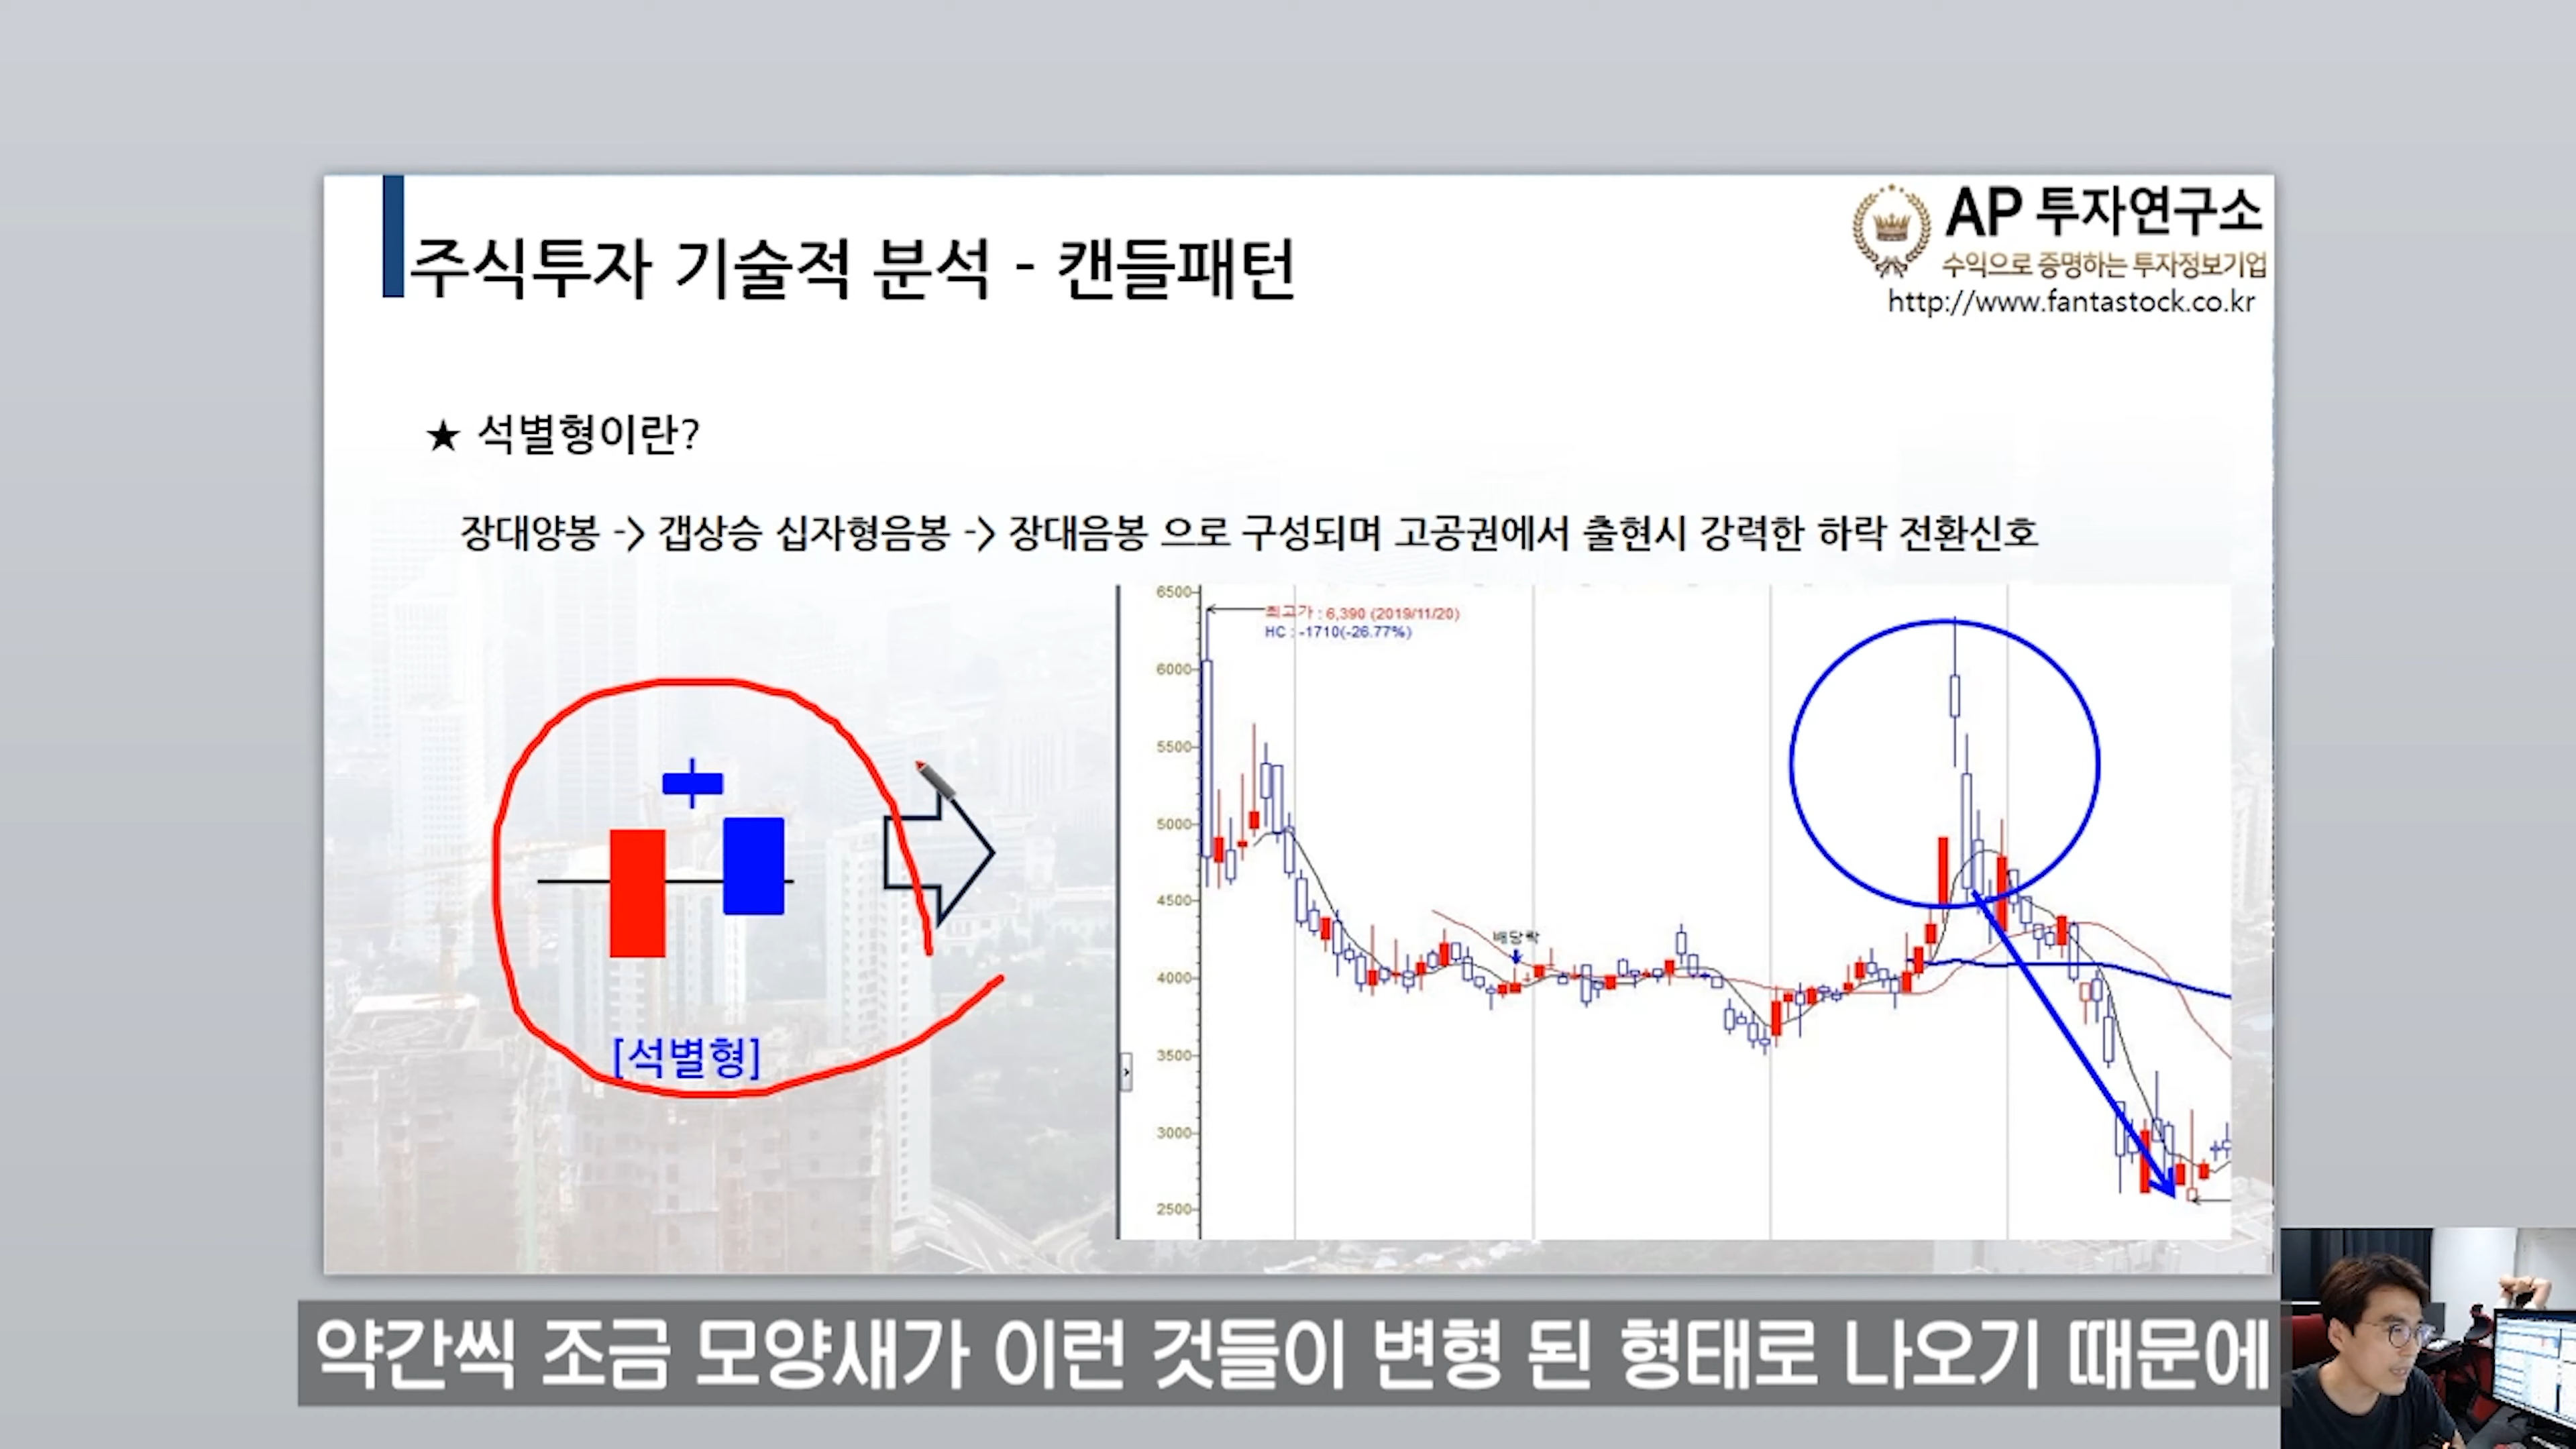 AP 투자연구소
수익으로 증명하는 투자정보기업
http://www.fantastock.co.kr
주식투자 기술적 분석 - 캔들패턴
★ 석별형이란?
장대양봉 -> 갭상승 십자형음봉 -> 장대음봉 으로 구성되며 고공권에서 출현시 강력한 하락 전환신호
6500
최고가 : 6,390 (2019/11/20)
HC : -1710(-26.77%)
6000
5500
5000
4500
배당락
4000
3500
3000
2500
[석별형]
약간씩 조금 모양새가 이런 것들이 변형 된 형태로 나오기 때문에